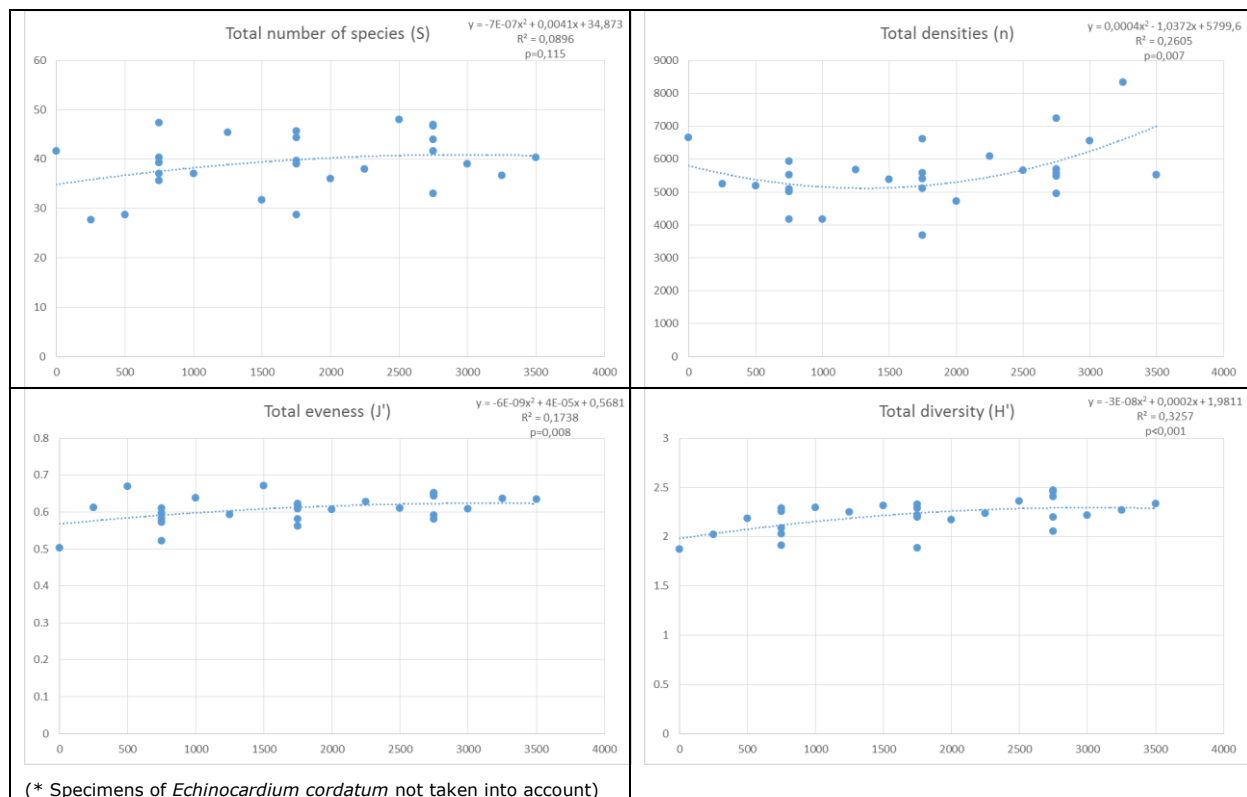 Total number of species (S)
y = -7E-07x² + 0,0041x + 34,873
R² = 0,0896
p=0,115
60
50
40
30
20
10
0
0 500 1000 1500 2000 2500 3000 3500 4000
Total densities (n)
y = 0,0004x² - 1,0372x + 5799,6
R² = 0,2605
p=0,007
9000
8000
7000
6000
5000
4000
3000
2000
1000
0
0 500 1000 1500 2000 2500 3000 3500 4000
Total eveness (J')
y = -6E-09x² + 4E-05x + 0,5681
R² = 0,1738
p=0,008
0.8
0.7
0.6
0.5
0.4
0.3
0.2
0.1
0
0 500 1000 1500 2000 2500 3000 3500 4000
(* Specimens of Echinocardium cordatum not taken into account)
Total diversity (H')
y = -3E-08x² + 0,0002x + 1,9811
R² = 0,3257
p<0,001
3
2.5
2
1.5
1
0.5
0
0 500 1000 1500 2000 2500 3000 3500 4000